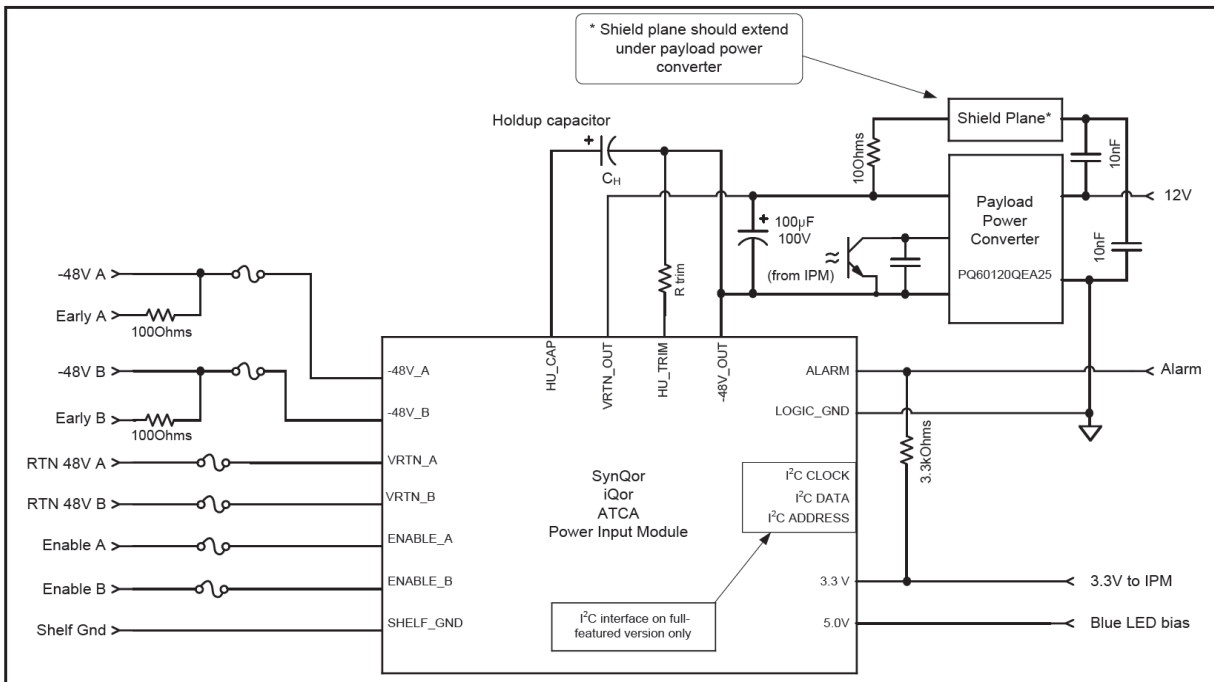 * Shield plane should extend
under payload power
converter
Holdup capacitor
+
C_H
Shield Plane*
10Ohms
10nF
Payload
Power
Converter
PQ60120QEA25
12V
10nF
+
100µF
100V
≈
(from IPM)
R trim
-48V A
Early A
100Ohms
-48V B
Early B
100Ohms
RTN 48V A
RTN 48V B
Enable A
Enable B
Shelf Gnd
HU_CAP
VRTN_OUT
HU_TRIM
-48V_OUT
-48V_A
-48V_B
VRTN_A
VRTN_B
ENABLE_A
ENABLE_B
SHELF_GND
SynQor
iQor
ATCA
Power Input Module
ALARM
LOGIC_GND
I²C CLOCK
I²C DATA
I²C ADDRESS
3.3 V
5.0V
I²C interface on full-
featured version only
3.3kOhms
Alarm
3.3V to IPM
Blue LED bias